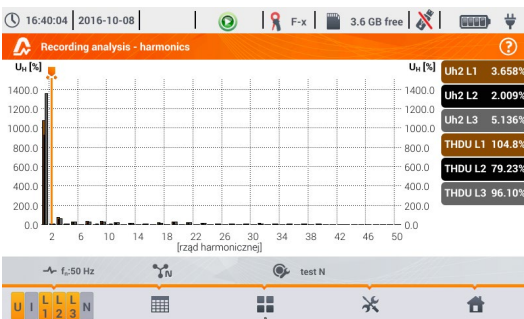 16:40:04 2016-10-08 F-x 3.6 GB free
Recording analysis - harmonics ?
UH [%] UH [%]
Uh2 L1 3.658%
1400.0 1400.0
Uh2 L2 2.009%
1200.0 1200.0
1000.0 1000.0
Uh2 L3 5.136%
800.0 800.0
THDU L1 104.8%
600.0 600.0
THDU L2 79.23%
400.0 400.0
THDU L3 96.10%
200.0 200.0
0.0 0.0
2 6 10 14 18 22 26 30 34 38 42 46 50
[rząd harmonicznej]
fn:50 Hz N test N
U I L1 L2 L3 N